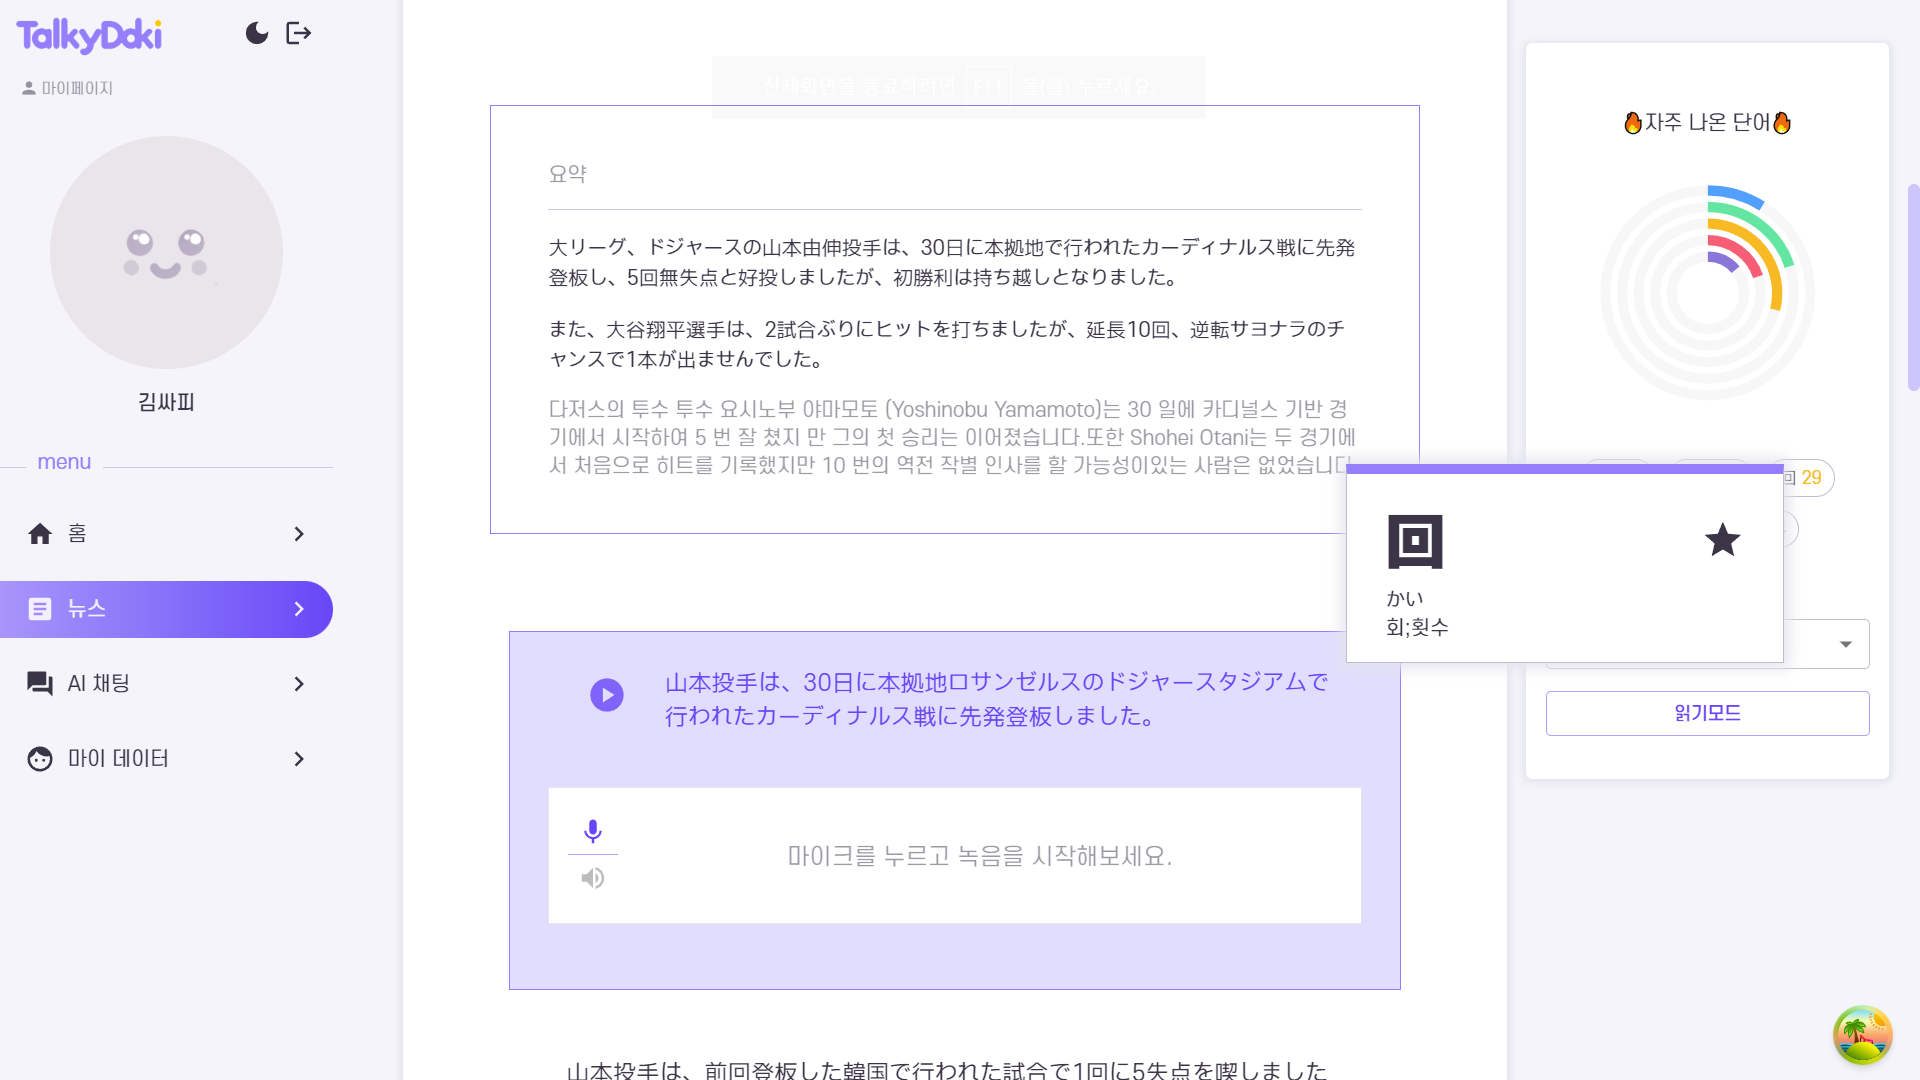 TalkyDoki
마이페이지
김싸피
menu
홈
뉴스
AI 채팅
마이 데이터
전체화면을 종료하려면 F11 을(를) 누르세요.
요약
大リーグ、ドジャースの山本由伸投手は、30日に本拠地で行われたカーディナルス戦に先発
登板し、5回無失点と好投しましたが、初勝利は持ち越しとなりました。
また、大谷翔平選手は、2試合ぶりにヒットを打ちましたが、延長10回、逆転サヨナラのチ
ャンスで1本が出ませんでした。
다저스의 투수 투수 요시노부 야마모토 (Yoshinobu Yamamoto)는 30 일에 카디널스 기반 경
기에서 시작하여 5 번 잘 쳤지 만 그의 첫 승리는 이어졌습니다.또한 Shohei Otani는 두 경기에
서 처음으로 히트를 기록했지만 10 번의 역전 작별 인사를 할 가능성이있는 사람은 없었습니다
山本投手は、30日に本拠地ロサンゼルスのドジャースタジアムで
行われたカーディナルス戦に先発登板しました。
마이크를 누르고 녹음을 시작해보세요.
山本投手は、前回登板した韓国で行われた試合で1回に5失点を喫しました
자주 나온 단어
回 29
回
かい
회;횟수
읽기모드